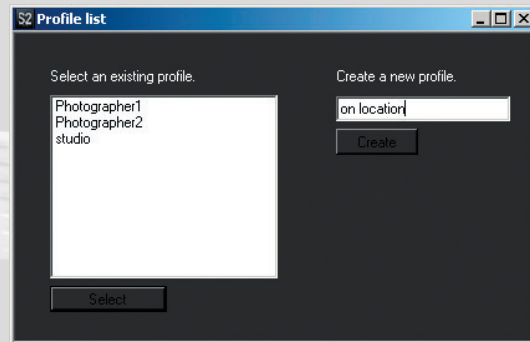 S2 Profile list
Select an existing profile.
Create a new profile.
Photographer1
Photographer2
studio
on location
Create
Select